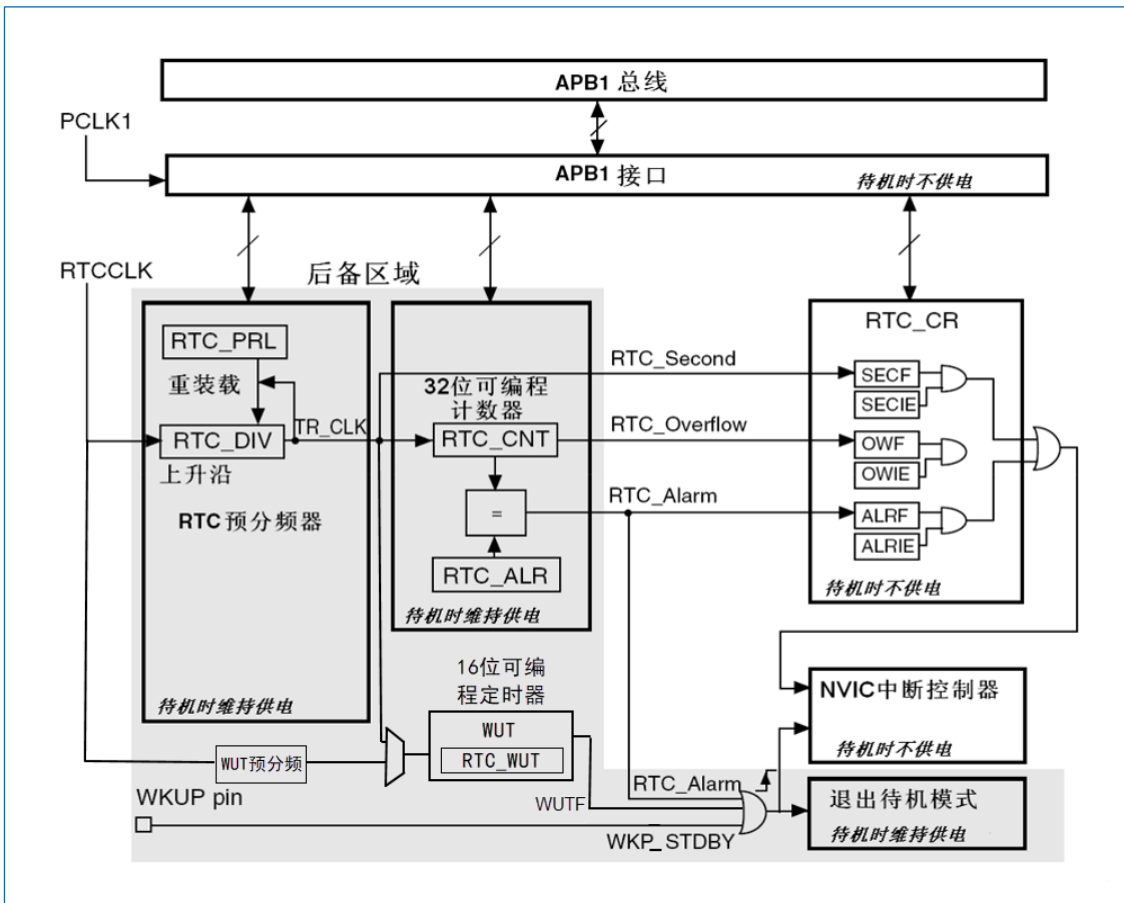 APB1 总线
PCLK1
APB1 接口
待机时不供电
RTCCLK
后备区域
RTC_PRL
重装载
RTC_DIV
TR_CLK
上升沿
RTC预分频器
待机时维持供电
32位可编程
计数器
RTC_CNT
=
RTC_ALR
待机时维持供电
RTC_Second
RTC_Overflow
RTC_Alarm
RTC_CR
SECF
SECIE
OWF
OWIE
ALRF
ALRIE
待机时不供电
16位可编
程定时器
WUT
RTC_WUT
WUT预分频
WKUP pin
WUTF
RTC_Alarm
WKP_STDBY
NVIC中断控制器
待机时不供电
退出待机模式
待机时维持供电